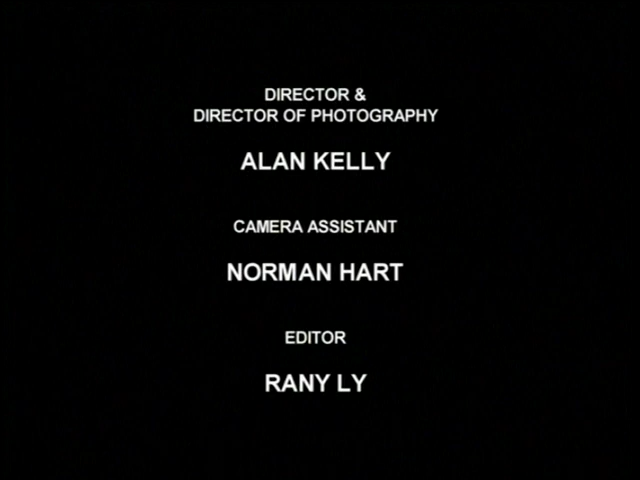 DIRECTOR &
DIRECTOR OF PHOTOGRAPHY
ALAN KELLY
CAMERA ASSISTANT
NORMAN HART
EDITOR
RANY LY